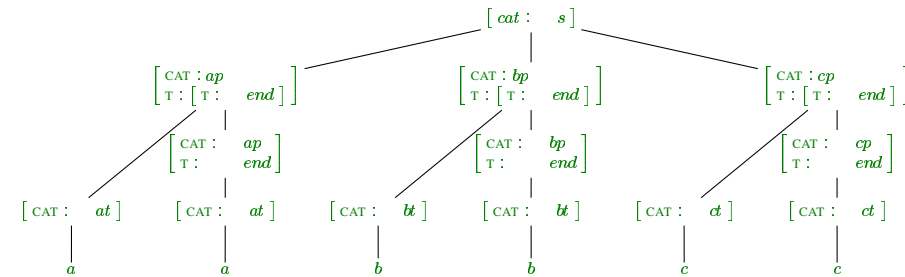 [ cat : s ]
[ CAT : ap [ CAT : bp [ CAT : cp
T : [ T : end ] ] T : [ T : end ] ] T : [ T : end ] ]
[ CAT : ap [ CAT : bp [ CAT : cp
T : end ] T : end ] T : end ]
[ CAT : at ] [ CAT : at ] [ CAT : bt ] [ CAT : bt ] [ CAT : ct ] [ CAT : ct ]
a a b b c c